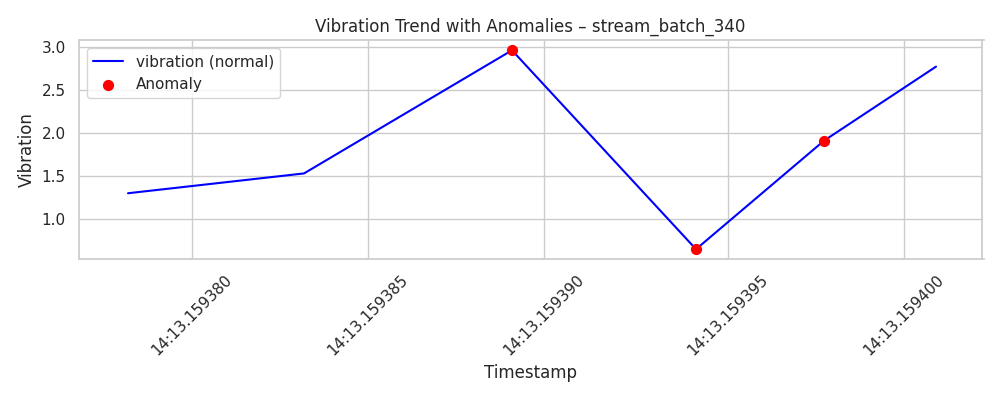 Vibration Trend with Anomalies – stream_batch_340
vibration (normal)
Anomaly
Vibration
3.0
2.5
2.0
1.5
1.0
14:13.159380
14:13.159385
14:13.159390
14:13.159395
14:13.159400
Timestamp